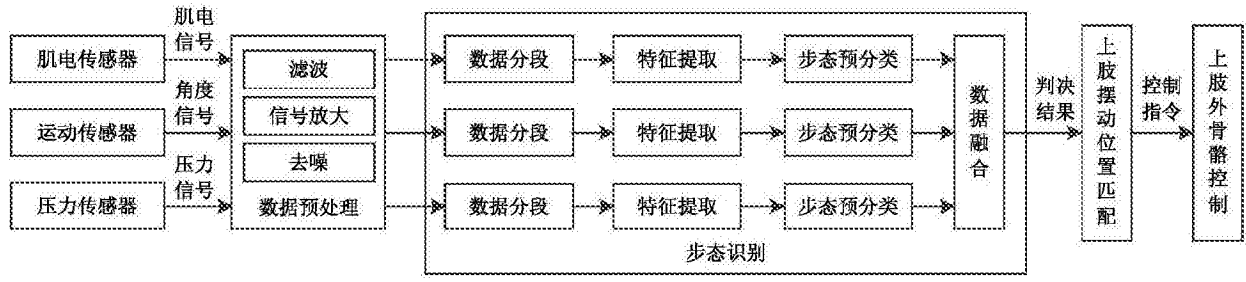 肌电传感器
运动传感器
压力传感器
肌电
信号
角度
信号
压力
信号
滤波
信号放大
去噪
数据预处理
数据分段
特征提取
步态预分类
数据分段
特征提取
步态预分类
数据分段
特征提取
步态预分类
数据融合
步态识别
判决
结果
上肢摆动位置匹配
控制
指令
上肢外骨骼控制